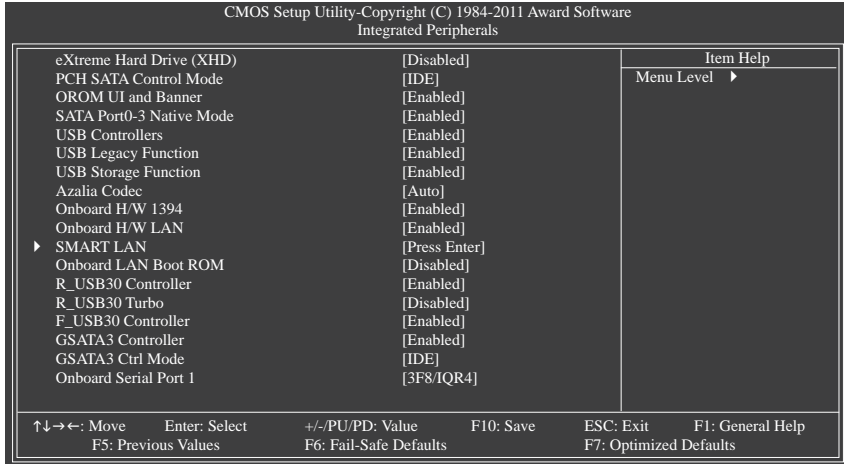 CMOS Setup Utility-Copyright (C) 1984-2011 Award Software
Integrated Peripherals
eXtreme Hard Drive (XHD) [Disabled]
Item Help
PCH SATA Control Mode [IDE]
Menu Level ▶
OROM UI and Banner [Enabled]
SATA Port0-3 Native Mode [Enabled]
USB Controllers [Enabled]
USB Legacy Function [Enabled]
USB Storage Function [Enabled]
Azalia Codec [Auto]
Onboard H/W 1394 [Enabled]
Onboard H/W LAN [Enabled]
▶ SMART LAN [Press Enter]
Onboard LAN Boot ROM [Disabled]
R_USB30 Controller [Enabled]
R_USB30 Turbo [Disabled]
F_USB30 Controller [Enabled]
GSATA3 Controller [Enabled]
GSATA3 Ctrl Mode [IDE]
Onboard Serial Port 1 [3F8/IQR4]
↑↓→←: Move Enter: Select +/-/PU/PD: Value F10: Save ESC: Exit F1: General Help
F5: Previous Values F6: Fail-Safe Defaults F7: Optimized Defaults